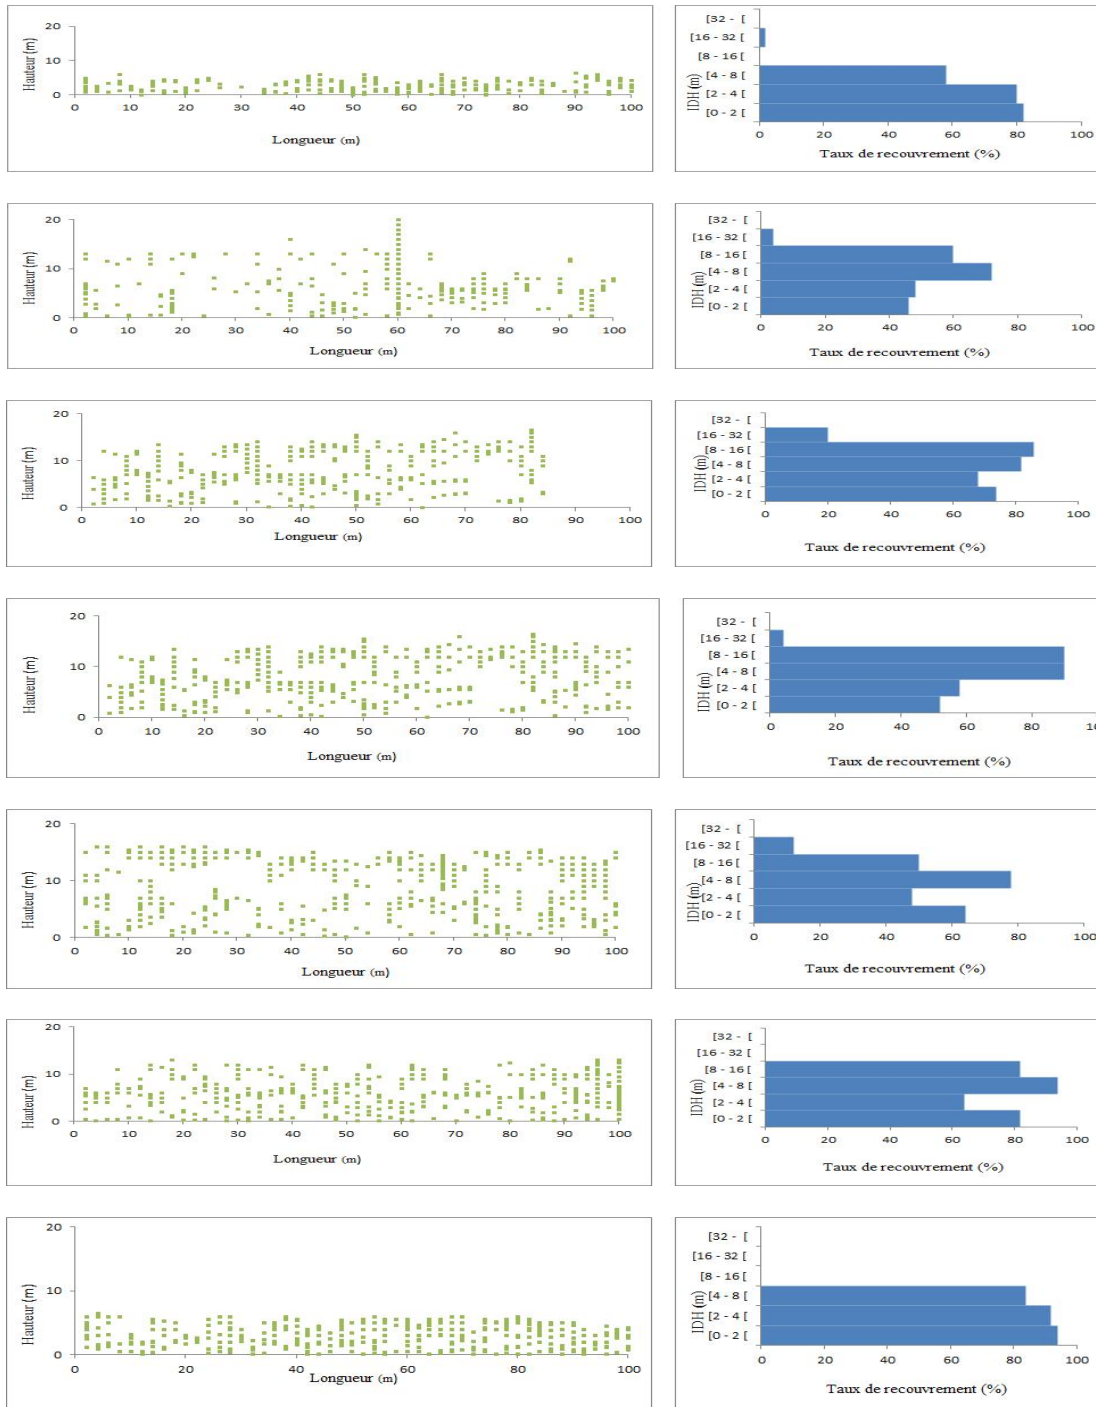 Hauteur (m)
20
10
0
0 10 20 30 40 50 60 70 80 90 100
Longueur (m)
IDH (m)
[32 - [
[16 - 32 [
[8 - 16 [
[4 - 8 [
[2 - 4 [
[0 - 2 [
0 20 40 60 80 100
Taux de recouvrement (%)
Hauteur (m)
20
10
0
0 10 20 30 40 50 60 70 80 90 100
Longueur (m)
IDH (m)
[32 - [
[16 - 32 [
[8 - 16 [
[4 - 8 [
[2 - 4 [
[0 - 2 [
0 20 40 60 80 100
Taux de recouvrement (%)
Hauteur (m)
20
10
0
0 10 20 30 40 50 60 70 80 90 100
Longueur (m)
IDH (m)
[32 - [
[16 - 32 [
[8 - 16 [
[4 - 8 [
[2 - 4 [
[0 - 2 [
0 20 40 60 80 100
Taux de recouvrement (%)
Hauteur (m)
20
10
0
0 10 20 30 40 50 60 70 80 90 100
Longueur (m)
IDH (m)
[32 - [
[16 - 32 [
[8 - 16 [
[4 - 8 [
[2 - 4 [
[0 - 2 [
0 20 40 60 80
Taux de recouvrement (%)
Hauteur (m)
20
10
0
0 10 20 30 40 50 60 70 80 90 100
Longueur (m)
IDH (m)
[32 - [
[16 - 32 [
[8 - 16 [
[4 - 8 [
[2 - 4 [
[0 - 2 [
0 20 40 60 80 100
Taux de recouvrement (%)
Hauteur (m)
20
10
0
0 10 20 30 40 50 60 70 80 90 100
Longueur (m)
IDH (m)
[32 - [
[16 - 32 [
[8 - 16 [
[4 - 8 [
[2 - 4 [
[0 - 2 [
0 20 40 60 80 100
Taux de recouvrement (%)
Hauteur (m)
20
10
0
0 20 40 60 80 100
Longueur (m)
IDH (m)
[32 - [
[16 - 32 [
[8 - 16 [
[4 - 8 [
[2 - 4 [
[0 - 2 [
0 20 40 60 80 100
Taux de recouvrement (%)